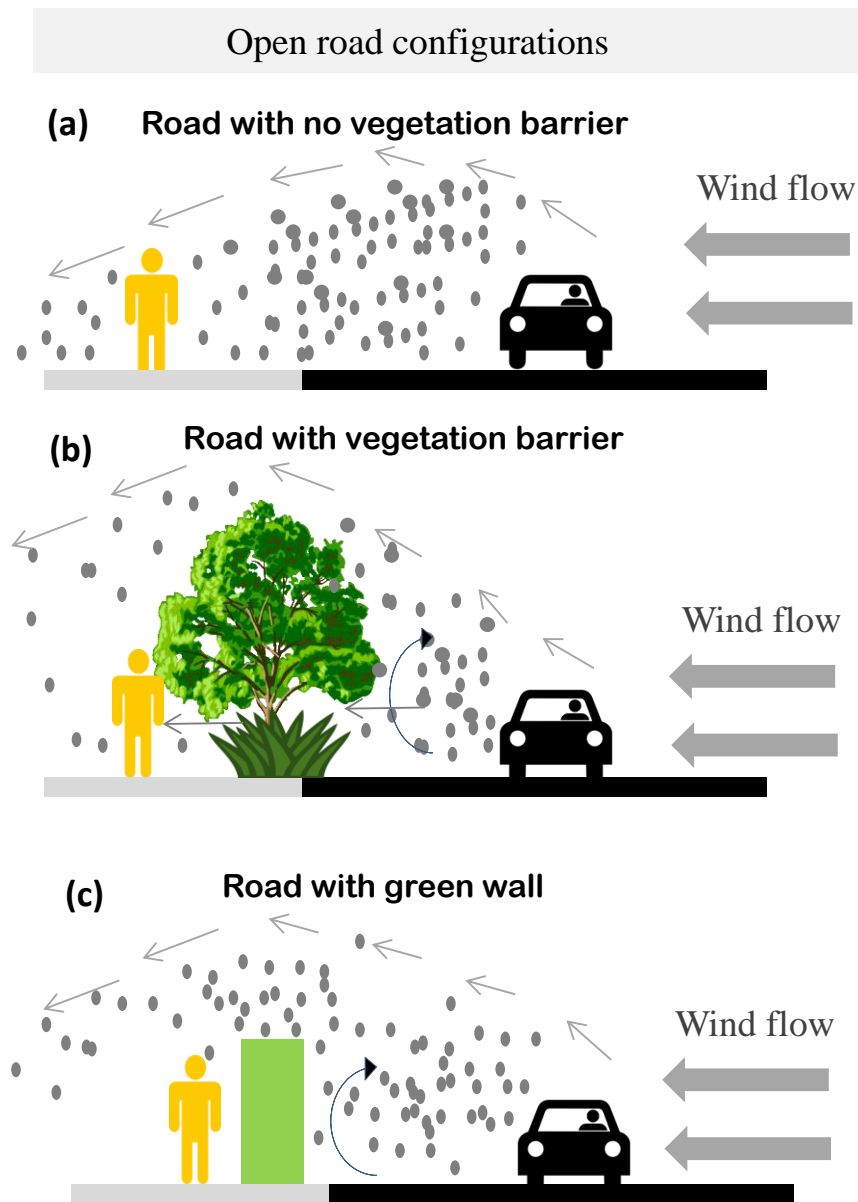 Open road configurations
(a) Road with no vegetation barrier
Wind flow
(b) Road with vegetation barrier
Wind flow
(c) Road with green wall
Wind flow